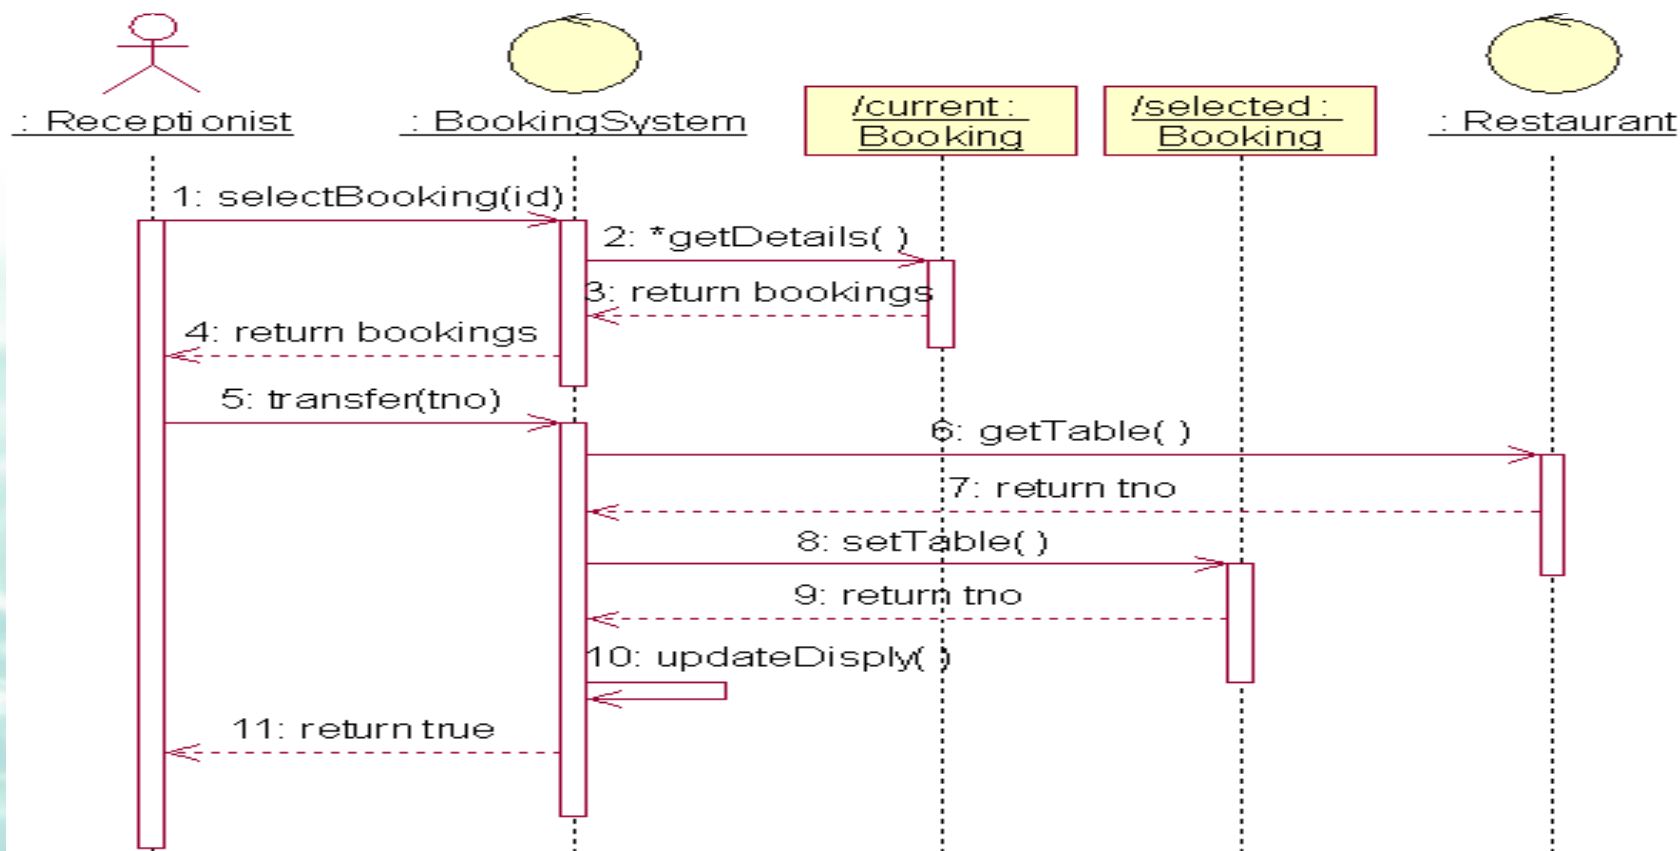 : Receptionist
: BookingSystem
/current :
Booking
/selected :
Booking
: Restaurant
1: selectBooking(id)
2: *getDetails( )
3: return bookings
4: return bookings
5: transfer(tno)
6: getTable( )
7: return tno
8: setTable( )
9: return tno
10: updateDisply( )
11: return true